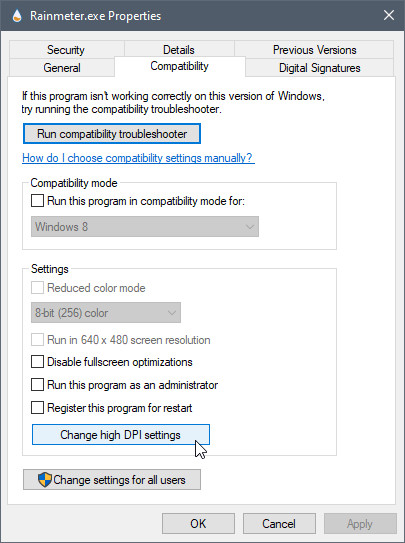 Rainmeter.exe Properties
Security Details Previous Versions
General Compatibility Digital Signatures
If this program isn't working correctly on this version of Windows,
try running the compatibility troubleshooter.
Run compatibility troubleshooter
How do I choose compatibility settings manually?
Compatibility mode
Run this program in compatibility mode for:
Windows 8
Settings
Reduced color mode
8-bit (256) color
Run in 640 x 480 screen resolution
Disable fullscreen optimizations
Run this program as an administrator
Register this program for restart
Change high DPI settings
Change settings for all users
OK Cancel Apply